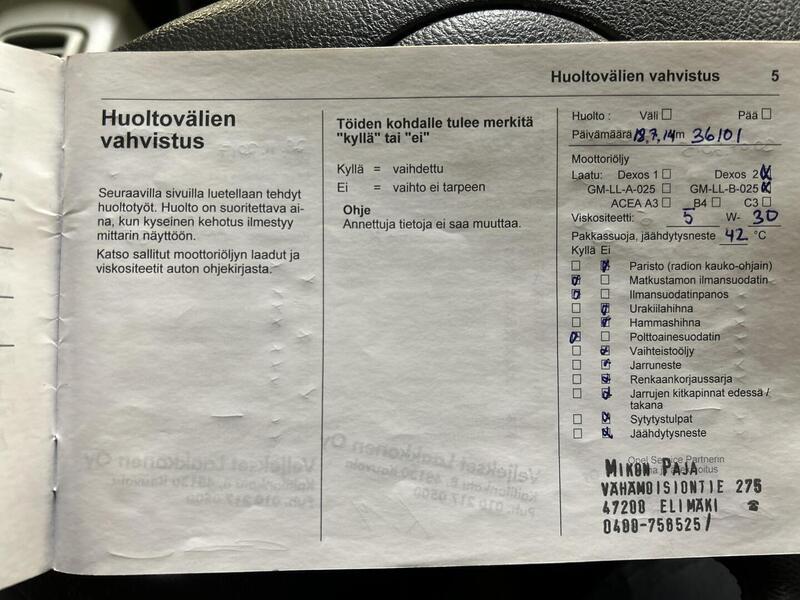 Huoltovälien vahvistus 5
Huoltovälien
vahvistus
Seuraavilla sivuilla luetellaan tehdyt
huoltotyöt. Huolto on suoritettava ai-
na, kun kyseinen kehotus ilmestyy
mittarin näyttöön.
Katso sallitut moottoriöljyn laadut ja
viskositeetit auton ohjekirjasta.
Töiden kohdalle tulee merkitä
"kyllä" tai "ei"
Kyllä = vaihdettu
Ei = vaihto ei tarpeen
Ohje
Annettuja tietoja ei saa muuttaa.
Huolto : Väli Pää
Päivämäärä 18.7.14 km 36101
Moottoriöljy
Laatu: Dexos 1 Dexos 2
GM-LL-A-025 GM-LL-B-025
ACEA A3 B4 C3
Viskositeetti: 5 W- 30
Pakkassuoja, jäähdytysneste 42 °C
Kyllä Ei
Paristo (radion kauko-ohjain)
Matkustamon ilmansuodatin
Ilmansuodatinpanos
Urakiilahihna
Hammashihna
Polttoainesuodatin
Vaihteistoöljy
Jarruneste
Renkaankorjaussarja
Jarrujen kitkapinnat edessä /
takana
Sytytystulpat
Jäähdytysneste
Opel Service Partnerin
MIKON PAJA
VÄHÄMOISIONTIE 275
47200 ELIMÄKI ☎
0400-758525/